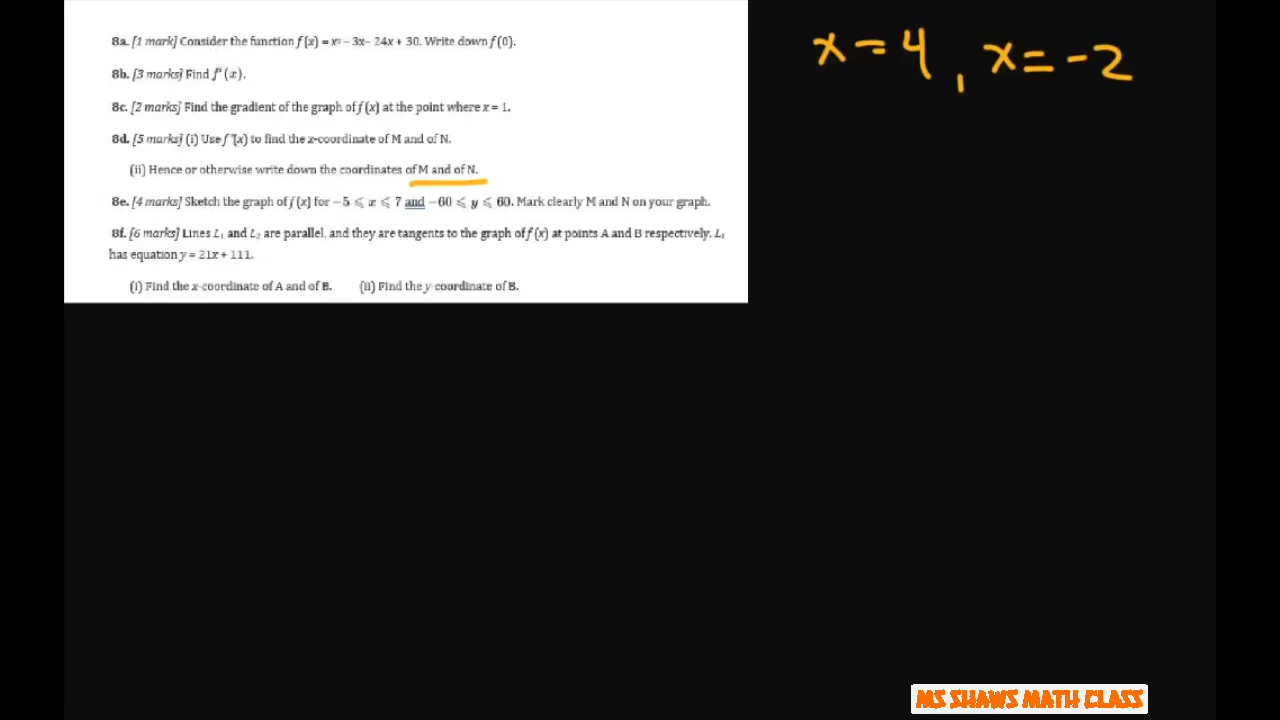 8a. [1 mark] Consider the function f (x) = x³ − 3x− 24x + 30. Write down f (0).
x = 4 , x = -2
8b. [3 marks] Find f′ (x).
8c. [2 marks] Find the gradient of the graph of f (x) at the point where x = 1.
8d. [5 marks] (i) Use f ′(x) to find the x-coordinate of M and of N.
(ii) Hence or otherwise write down the coordinates of M and of N.
8e. [4 marks] Sketch the graph of f (x) for −5 ⩽ x ⩽ 7 and −60 ⩽ y ⩽ 60. Mark clearly M and N on your graph.
8f. [6 marks] Lines L₁ and L₂ are parallel, and they are tangents to the graph of f (x) at points A and B respectively. L₁
has equation y = 21x + 111.
(i) Find the x-coordinate of A and of B. (ii) Find the y-coordinate of B.
MS SHAWS MATH CLASS